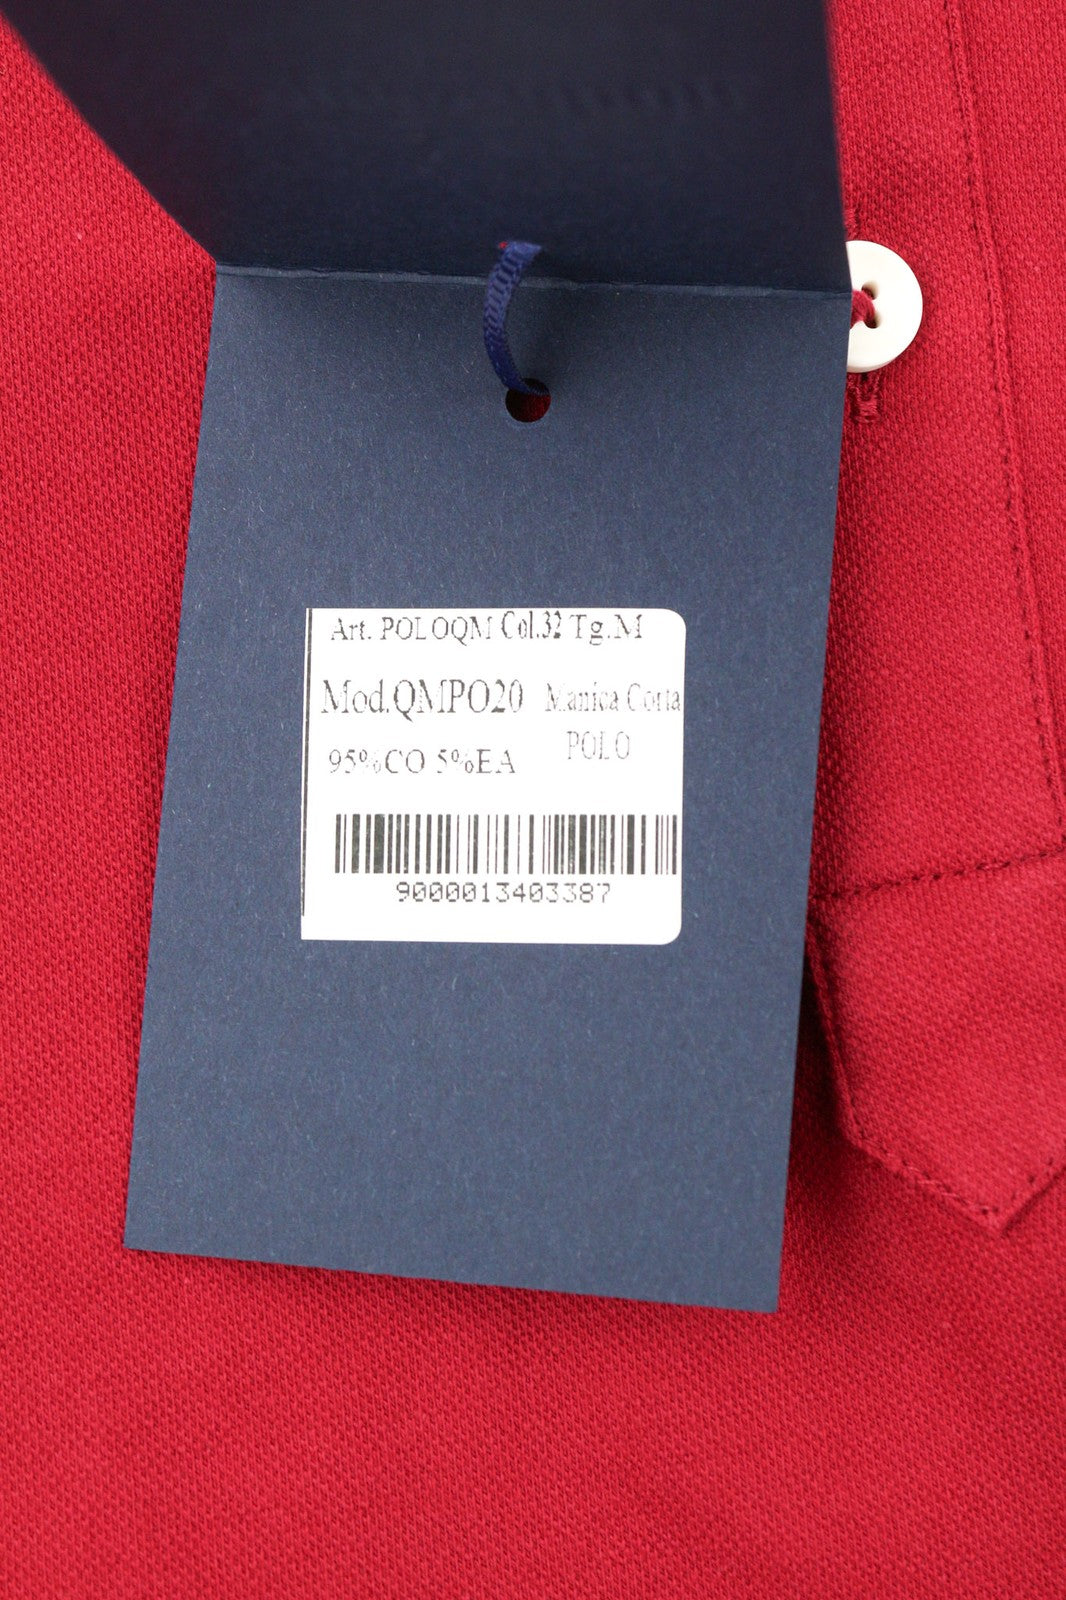 Art. POLOQM Col.32 Tg.M
Mod.QMPO20 Manica Corta
POLO
95%CO 5%EA
9000013403387